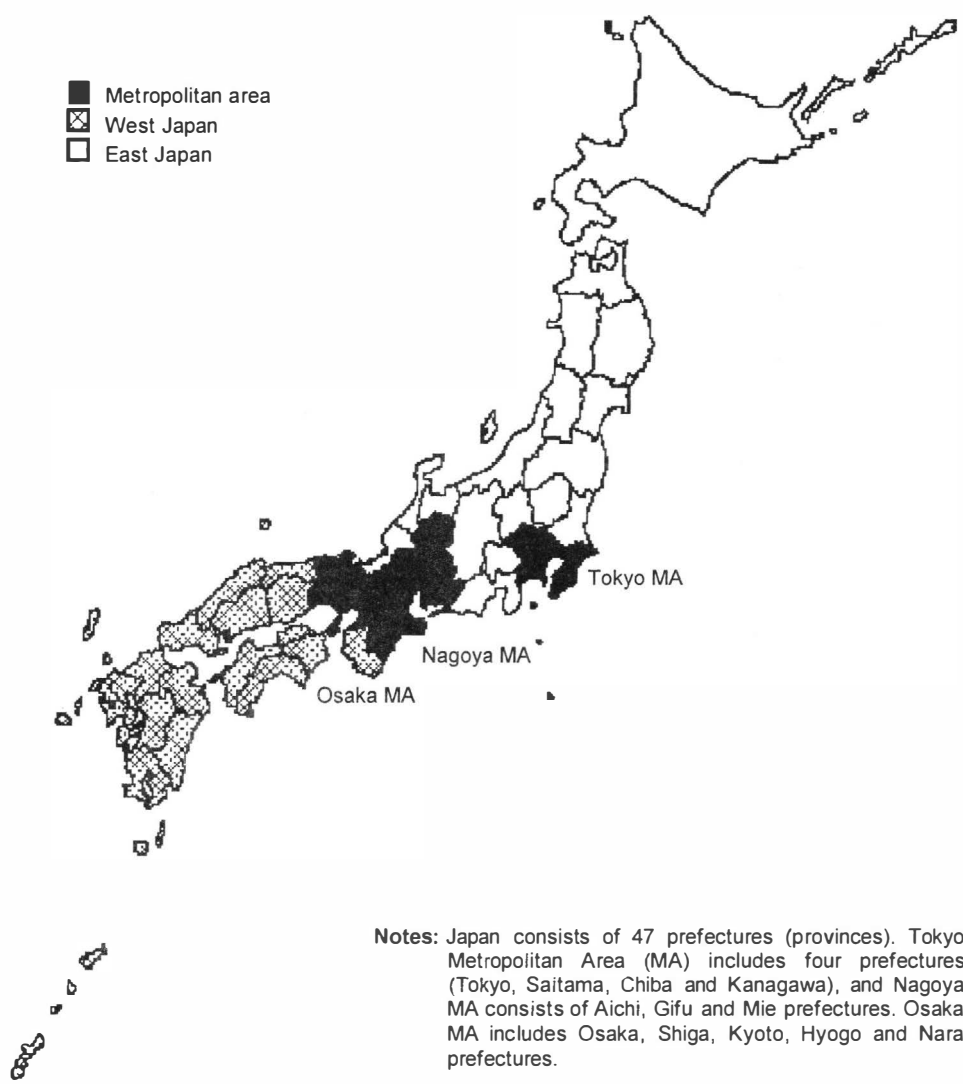 Metropolitan area
West Japan
East Japan
Tokyo MA
Nagoya MA
Osaka MA
Notes: Japan consists of 47 prefectures (provinces). Tokyo
Metropolitan Area (MA) includes four prefectures
(Tokyo, Saitama, Chiba and Kanagawa), and Nagoya
MA consists of Aichi, Gifu and Mie prefectures. Osaka
MA includes Osaka, Shiga, Kyoto, Hyogo and Nara
prefectures.